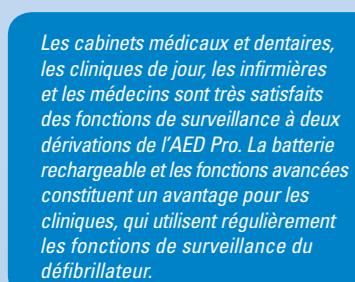 Les cabinets médicaux et dentaires,
les cliniques de jour, les infirmières
et les médecins sont très satisfaits
des fonctions de surveillance à deux
dérivations de l'AED Pro. La batterie
rechargeable et les fonctions avancées
constituent un avantage pour les
cliniques, qui utilisent régulièrement
les fonctions de surveillance du
défibrillateur.